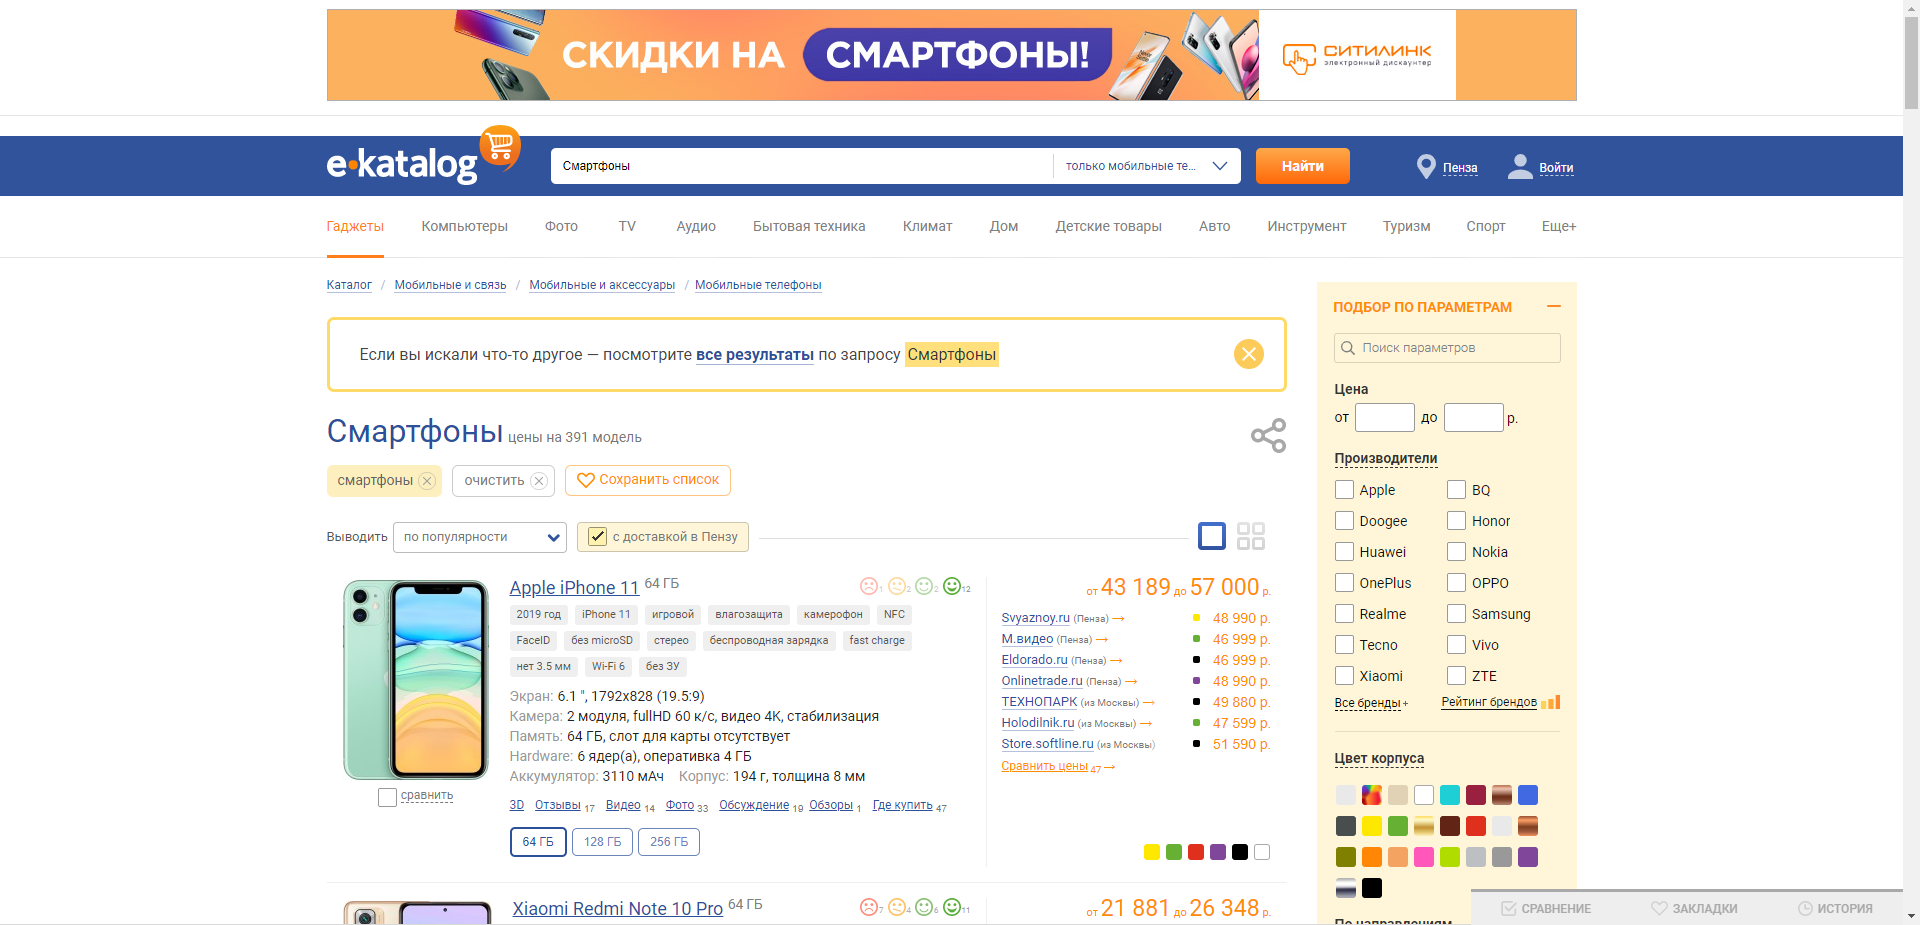 СКИДКИ НА СМАРТФОНЫ!
СИТИЛИНК
электронный дискаунтер
e-katalog
Смартфоны
только мобильные те...
Найти
Пенза
Войти
Гаджеты Компьютеры Фото TV Аудио Бытовая техника Климат Дом Детские товары Авто Инструмент Туризм Спорт Еще+
Каталог / Мобильные и связь / Мобильные и аксессуары / Мобильные телефоны
Если вы искали что-то другое — посмотрите все результаты по запросу Смартфоны
Смартфоны цены на 391 модель
смартфоны очистить Сохранить список
Выводить по популярности с доставкой в Пензу
Apple iPhone 11 64 ГБ
1 2 2 12
2019 год iPhone 11 игровой влагозащита камерофон NFC
FaceID без microSD стерео беспроводная зарядка fast charge
нет 3.5 мм Wi-Fi 6 без ЗУ
Экран: 6.1 ", 1792x828 (19.5:9)
Камера: 2 модуля, fullHD 60 к/с, видео 4K, стабилизация
Память: 64 ГБ, слот для карты отсутствует
Hardware: 6 ядер(а), оператива 4 ГБ
Аккумулятор: 3110 мАч Корпус: 194 г, толщина 8 мм
3D Отзывы 17 Видео 14 Фото 33 Обсуждение 19 Обзоры 1 Где купить 47
64 ГБ 128 ГБ 256 ГБ
сравнить
от 43 189 до 57 000 р.
Svyaznoy.ru (Пенза) → 48 990 р.
М.видео (Пенза) → 46 999 р.
Eldorado.ru (Пенза) → 46 999 р.
Onlinetrade.ru (Пенза) → 48 990 р.
ТЕХНОПАРК (из Москвы) → 49 880 р.
Holodilnik.ru (из Москвы) → 47 599 р.
Store.softline.ru (из Москвы) 51 590 р.
Сравнить цены 47 →
Xiaomi Redmi Note 10 Pro 64 ГБ
7 4 6 11
от 21 881 до 26 348 р.
ПОДБОР ПО ПАРАМЕТРАМ
Поиск параметров
Цена
от до р.
Производители
Apple BQ
Doogee Honor
Huawei Nokia
OnePlus OPPO
Realme Samsung
Tecno Vivo
Xiaomi ZTE
Все бренды + Рейтинг брендов
Цвет корпуса
По направлениям
СРАВНЕНИЕ ЗАКЛАДКИ ИСТОРИЯ